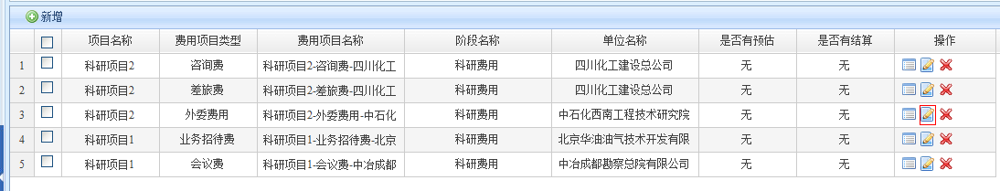 新增
项目名称 费用项目类型 费用项目名称 阶段名称 单位名称 是否有预估 是否有结算 操作
1 科研项目2 咨询费 科研项目2-咨询费-四川化工 科研费用 四川化工建设总公司 无 无
2 科研项目2 差旅费 科研项目2-差旅费-四川化工 科研费用 四川化工建设总公司 无 无
3 科研项目2 外委费用 科研项目2-外委费用-中石化 科研费用 中石化西南工程技术研究院 无 无
4 科研项目1 业务招待费 科研项目1-业务招待费-北京 科研费用 北京华油油气技术开发有限 无 无
5 科研项目1 会议费 科研项目1-会议费-中冶成都 科研费用 中冶成都勘察总院有限公司 无 无